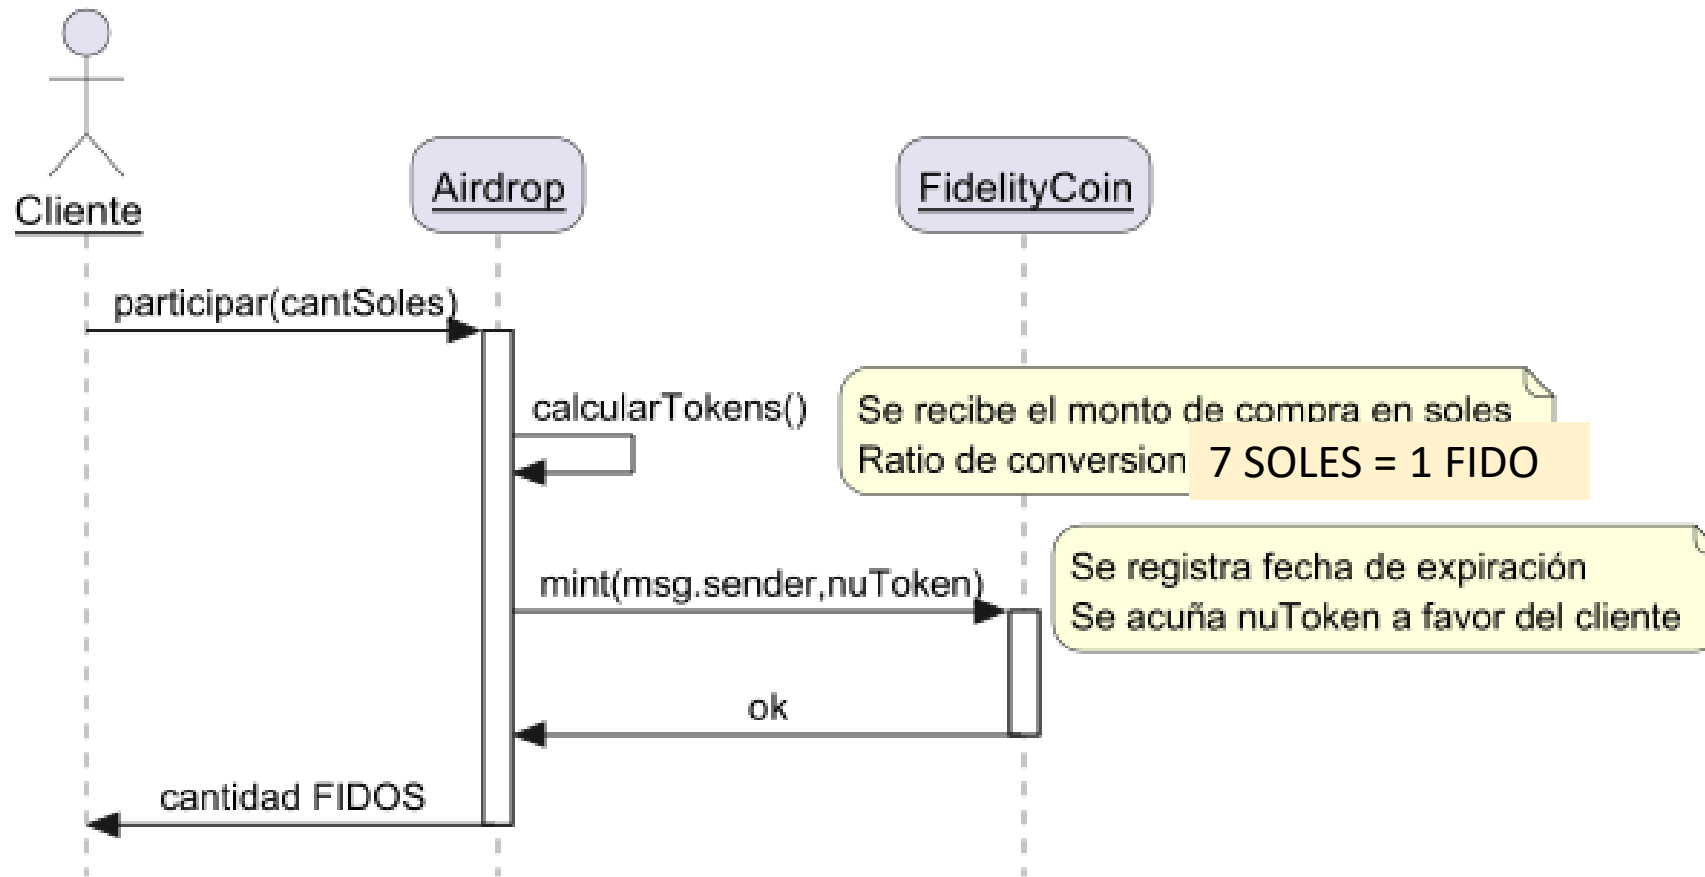 Cliente
Airdrop
FidelityCoin
participar(cantSoles)
calcularTokens()
Se recibe el monto de compra en soles
Ratio de conversion 7 SOLES = 1 FIDO
mint(msg.sender,nuToken)
Se registra fecha de expiración
Se acuña nuToken a favor del cliente
ok
cantidad FIDOS